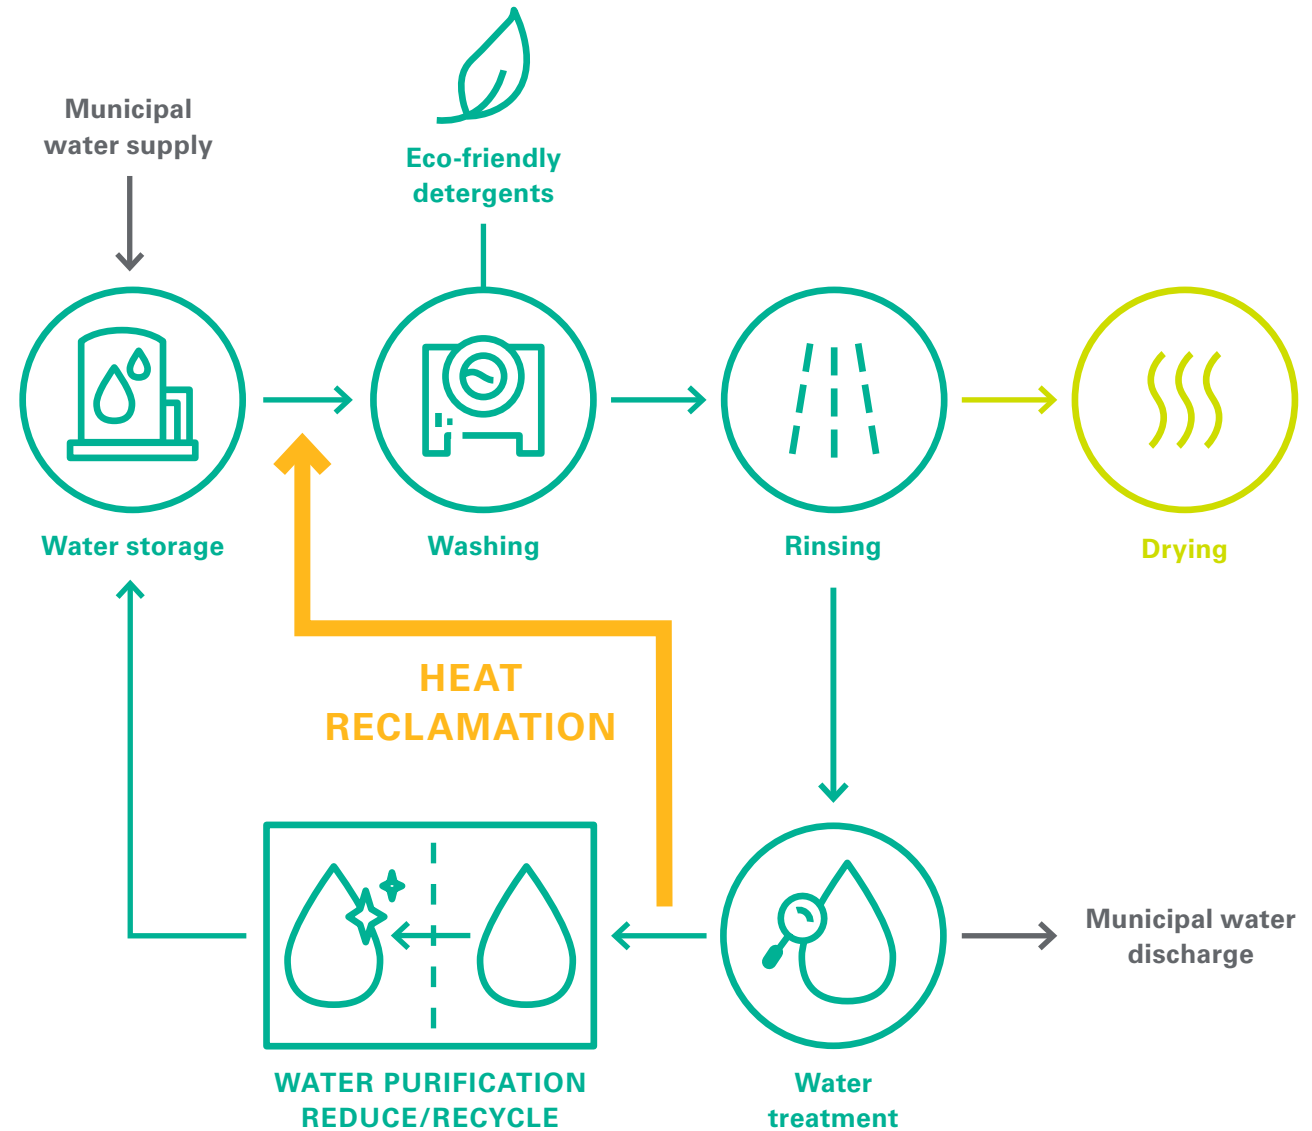 Municipal
water supply
Eco-friendly
detergents
Water storage
Washing
Rinsing
Drying
HEAT
RECLAMATION
Municipal water
discharge
WATER PURIFICATION
REDUCE/RECYCLE
Water
treatment